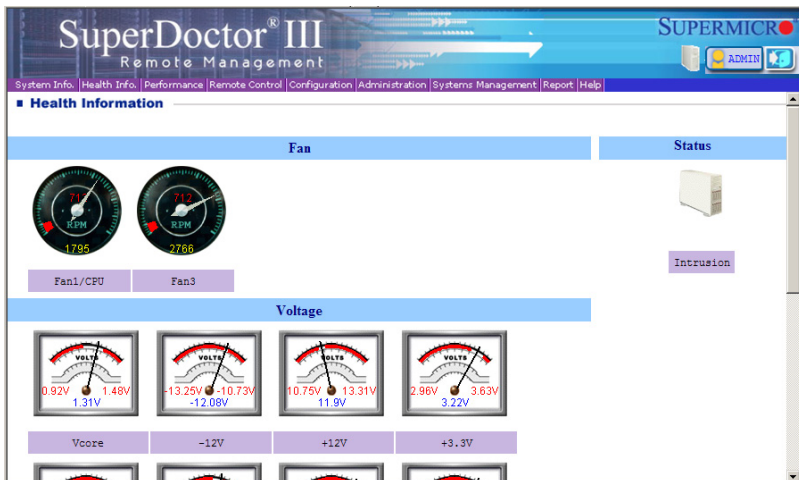 SuperDoctor® III
Remote Management
SUPERMICR
ADMIN
System Info. Health Info. Performance Remote Control Configuration Administration Systems Management Report Help
Health Information
Fan
Status
712
RPM
2766
RPM
1795
Fan1/CPU Fan3
Intrusion
Voltage
VOLTS VOLTS VOLTS VOLTS
0.92V 1.48V -13.25V -10.73V 10.75V 13.31V 2.96V 3.63V
1.31V -12.08V 11.9V 3.22V
Vcore -12V +12V +3.3V